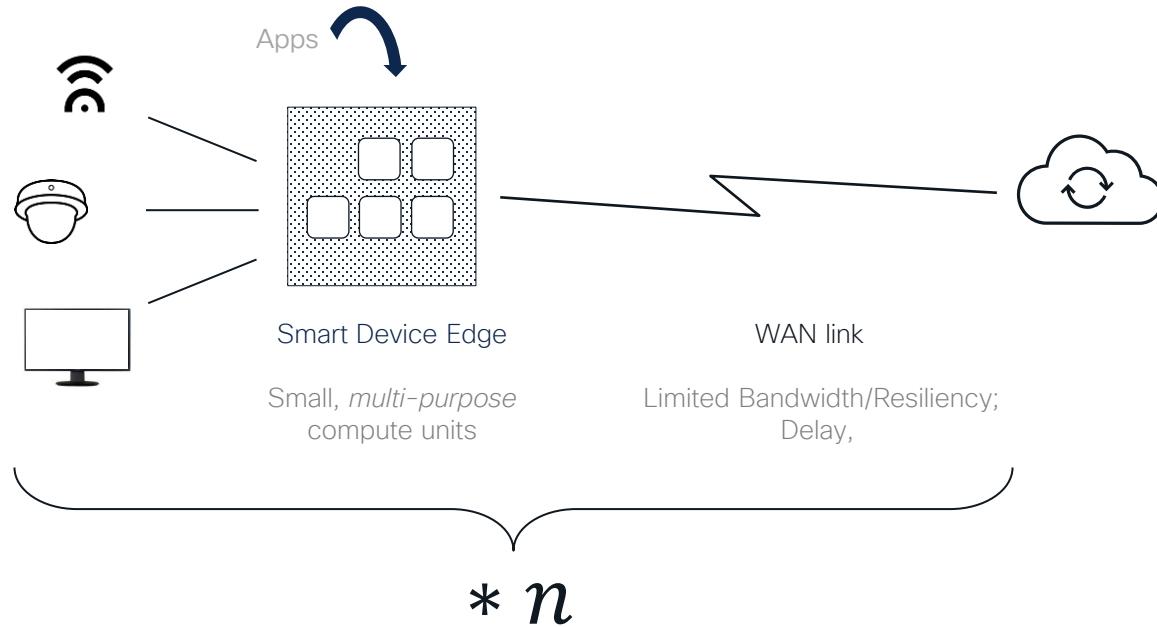 Apps
Smart Device Edge
WAN link
Small, multi-purpose
compute units
Limited Bandwidth/Resiliency;
Delay,
* n